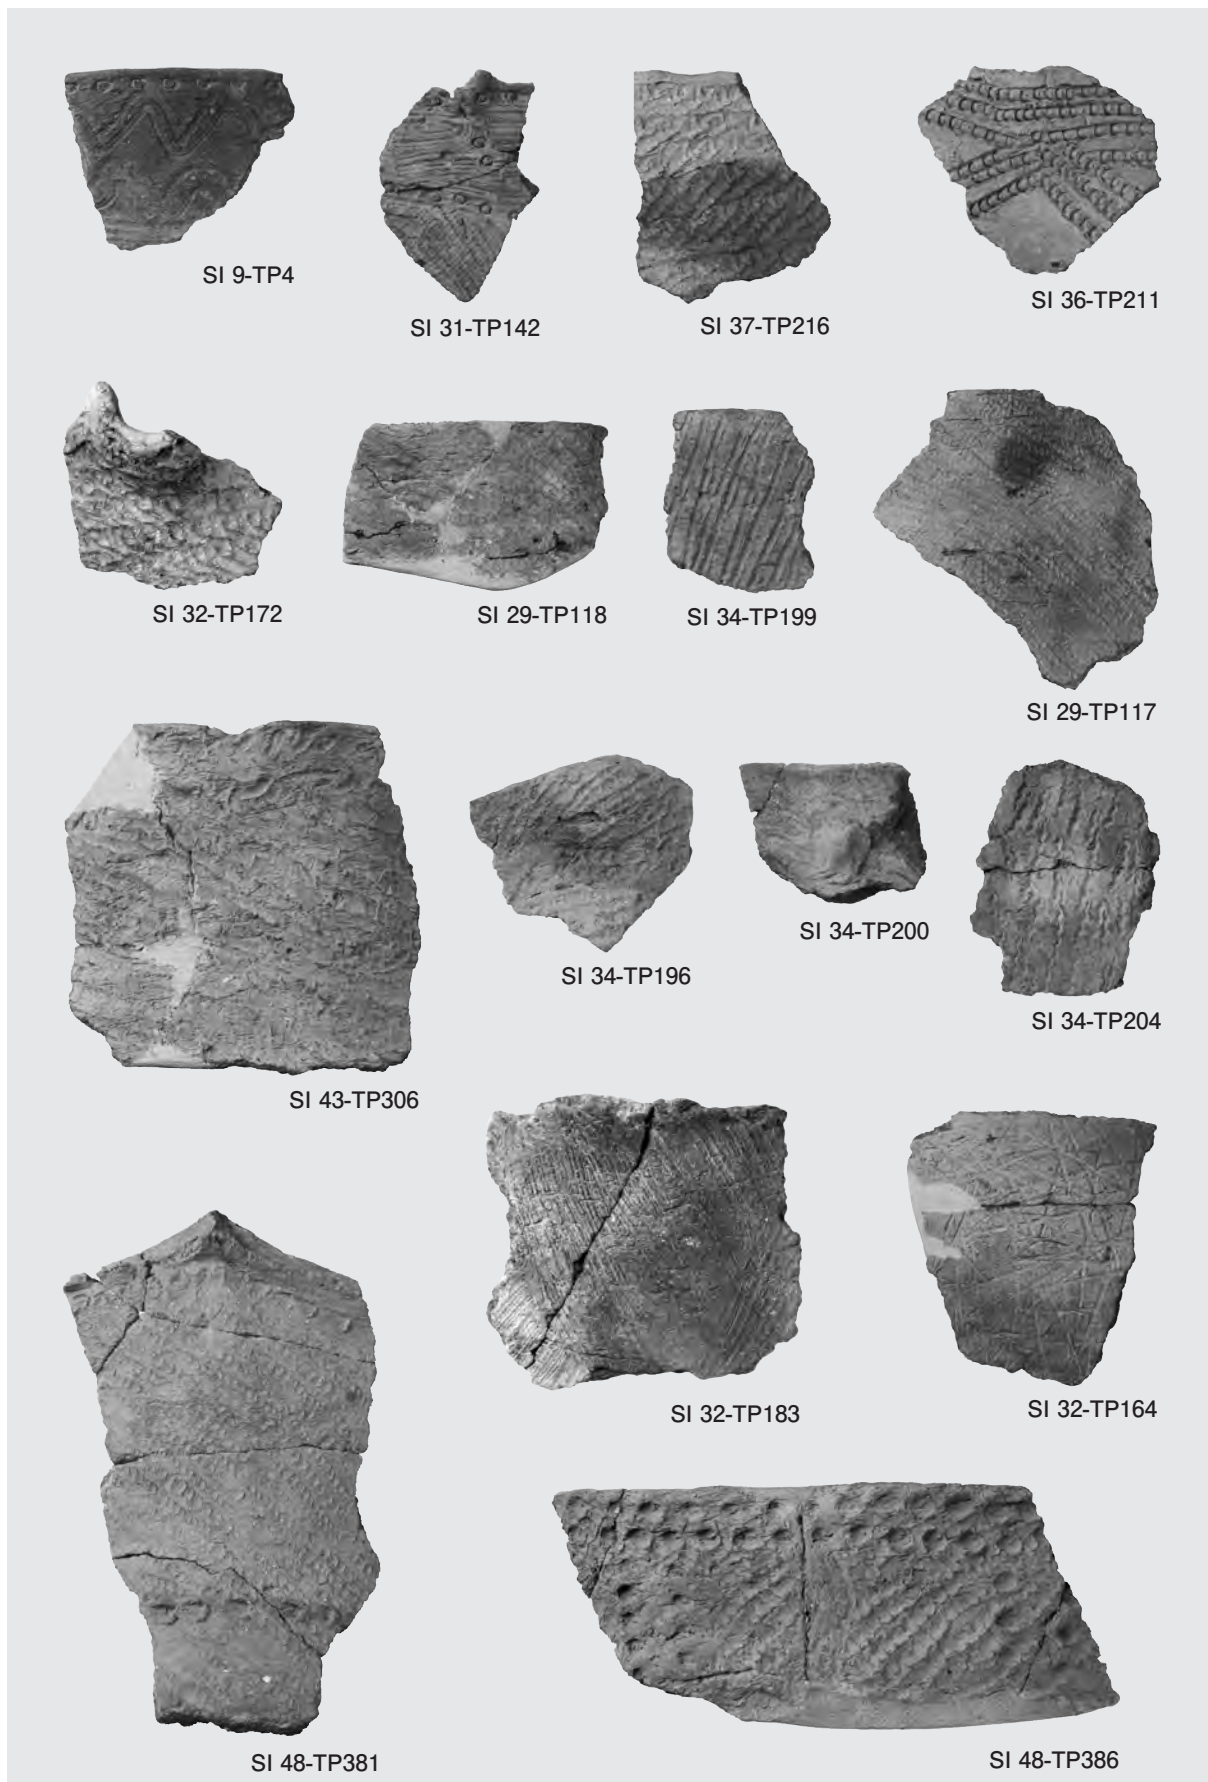 SI 9-TP4
SI 31-TP142
SI 37-TP216
SI 36-TP211
SI 32-TP172
SI 29-TP118
SI 34-TP199
SI 29-TP117
SI 43-TP306
SI 34-TP196
SI 34-TP200
SI 34-TP204
SI 32-TP183
SI 32-TP164
SI 48-TP381
SI 48-TP386